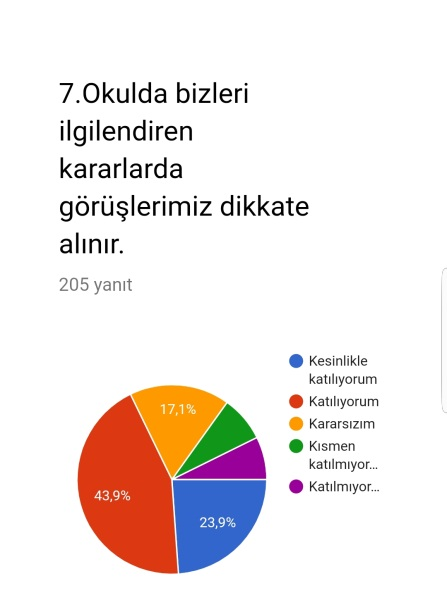 7.Okulda bizleri
ilgilendiren
kararlarda
görüşlerimiz dikkate
alınır.
205 yanıt
Kesinlikle
katılıyorum
Katılıyorum
Kararsızım
Kısmen
katılmıyor...
Katılmıyor...
17,1%
43,9%
23,9%